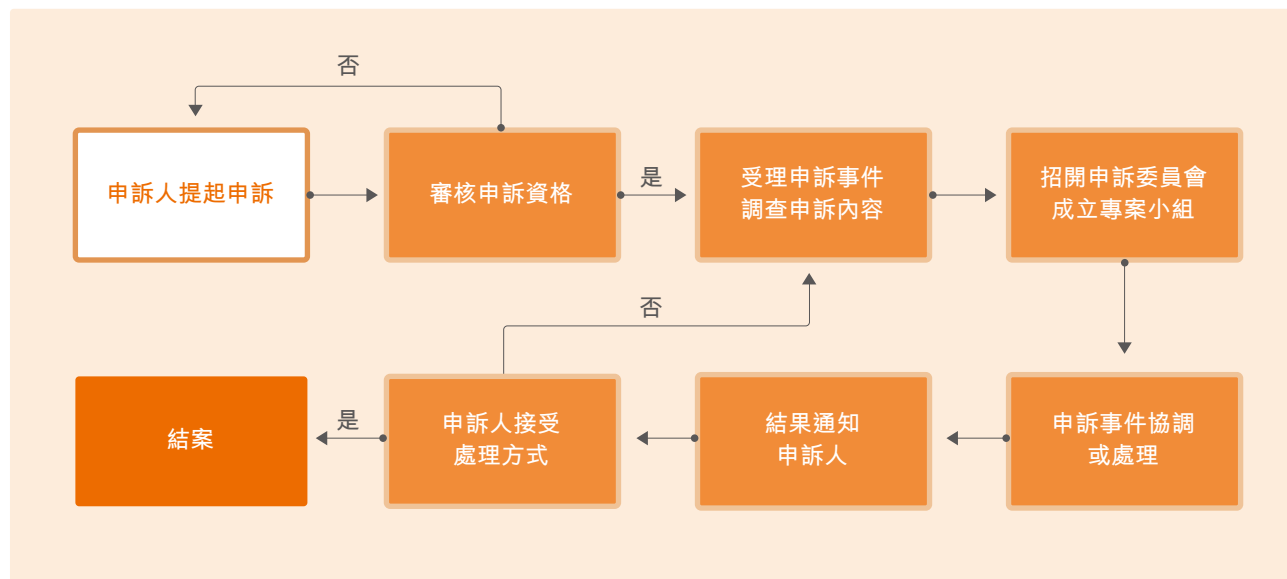 否
申訴人提起申訴
審核申訴資格
是
受理申訴事件
調查申訴內容
招開申訴委員會
成立專案小組
否
結案
是
申訴人接受
處理方式
結果通知
申訴人
申訴事件協調
或處理